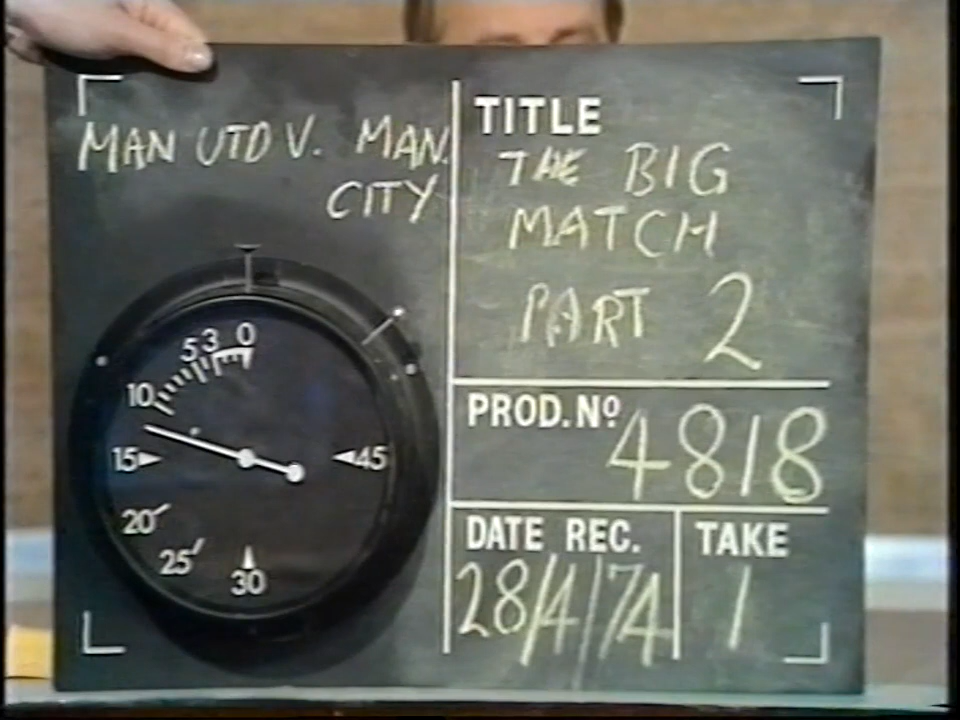 MAN UTD V. MAN.
CITY
5 3 0
10
15 45
20
25
30
TITLE
THE BIG
MATCH
PART 2
PROD. Nº 4818
DATE REC.
28/4/74
TAKE
1